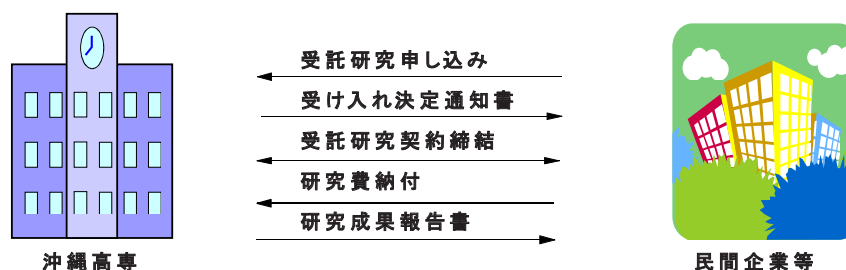 受託研究申し込み
受け入れ決定通知書
受託研究契約締結
研究費納付
研究成果報告書
沖縄高専
民間企業等